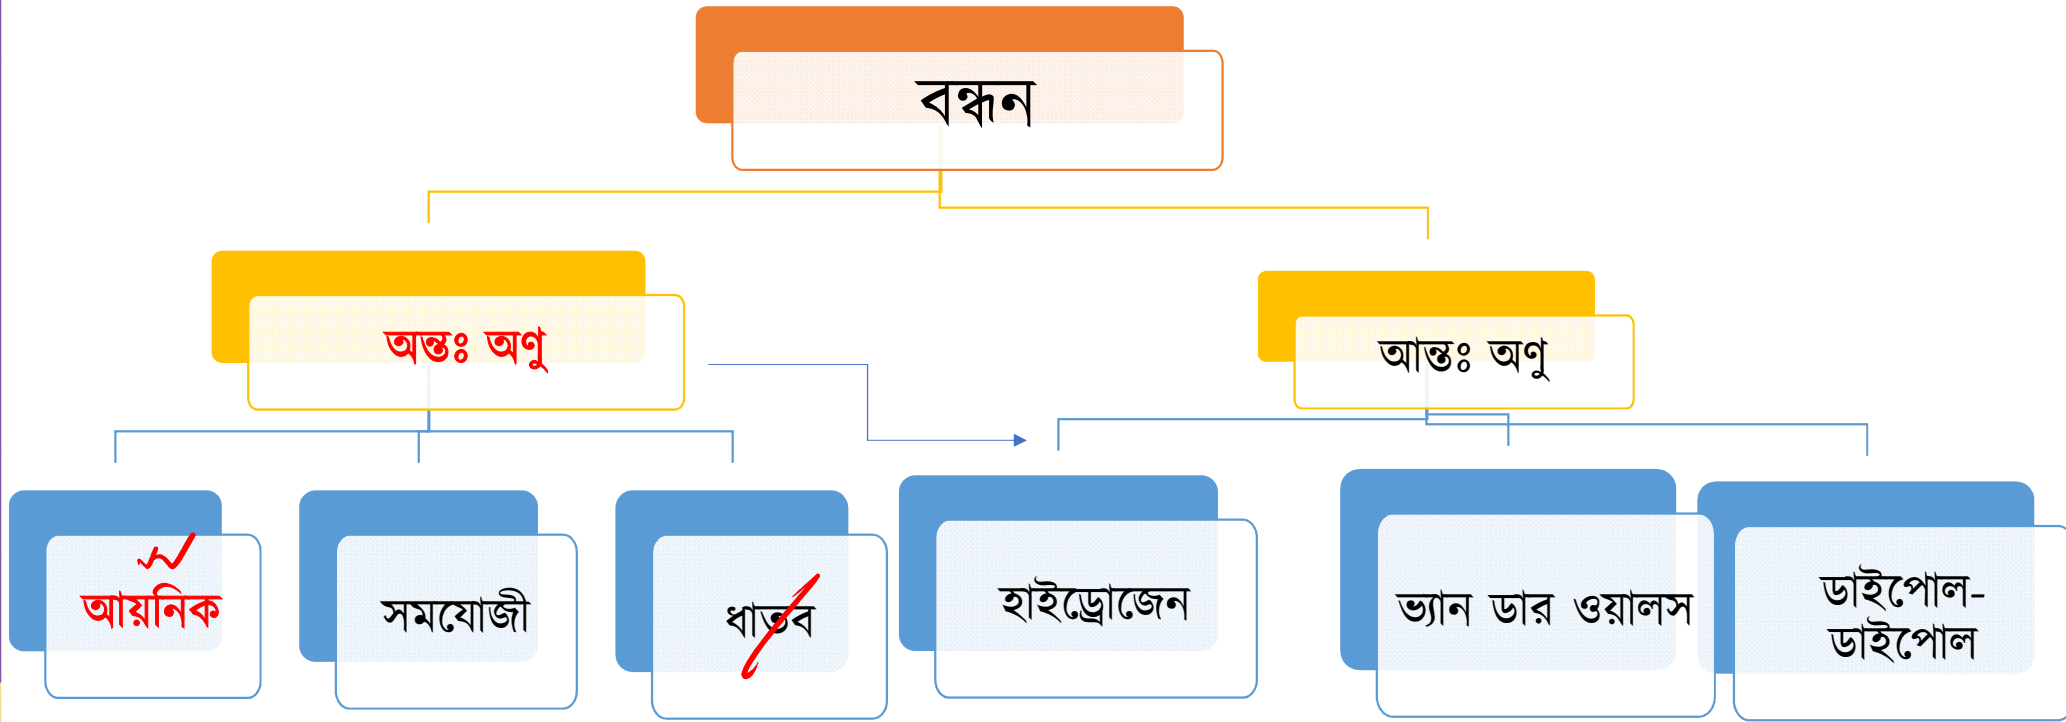 বন্ধন
অন্তঃ অণু
আন্তঃ অণু
আয়নিক
সমযোজী
ধাতব
হাইড্রোজেন
ভ্যান ডার ওয়ালস
ডাইপোল-
ডাইপোল